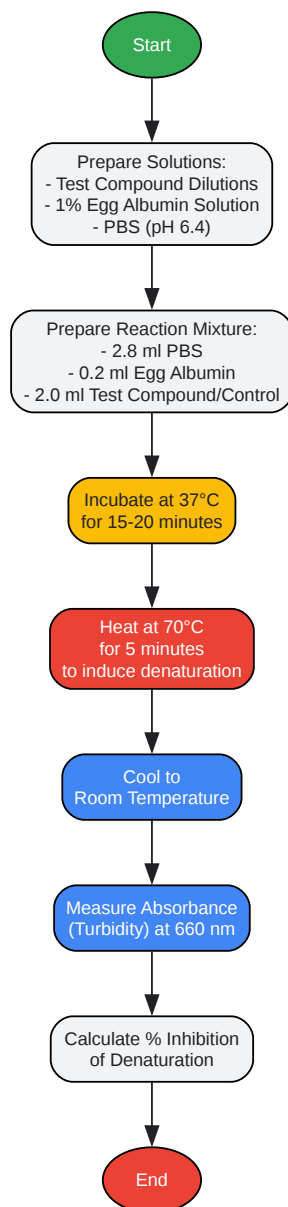 Start
Prepare Solutions:
- Test Compound Dilutions
- 1% Egg Albumin Solution
- PBS (pH 6.4)
Prepare Reaction Mixture:
- 2.8 ml PBS
- 0.2 ml Egg Albumin
- 2.0 ml Test Compound/Control
Incubate at 37°C
for 15-20 minutes
Heat at 70°C
for 5 minutes
to induce denaturation
Cool to
Room Temperature
Measure Absorbance
(Turbidity) at 660 nm
Calculate % Inhibition
of Denaturation
End